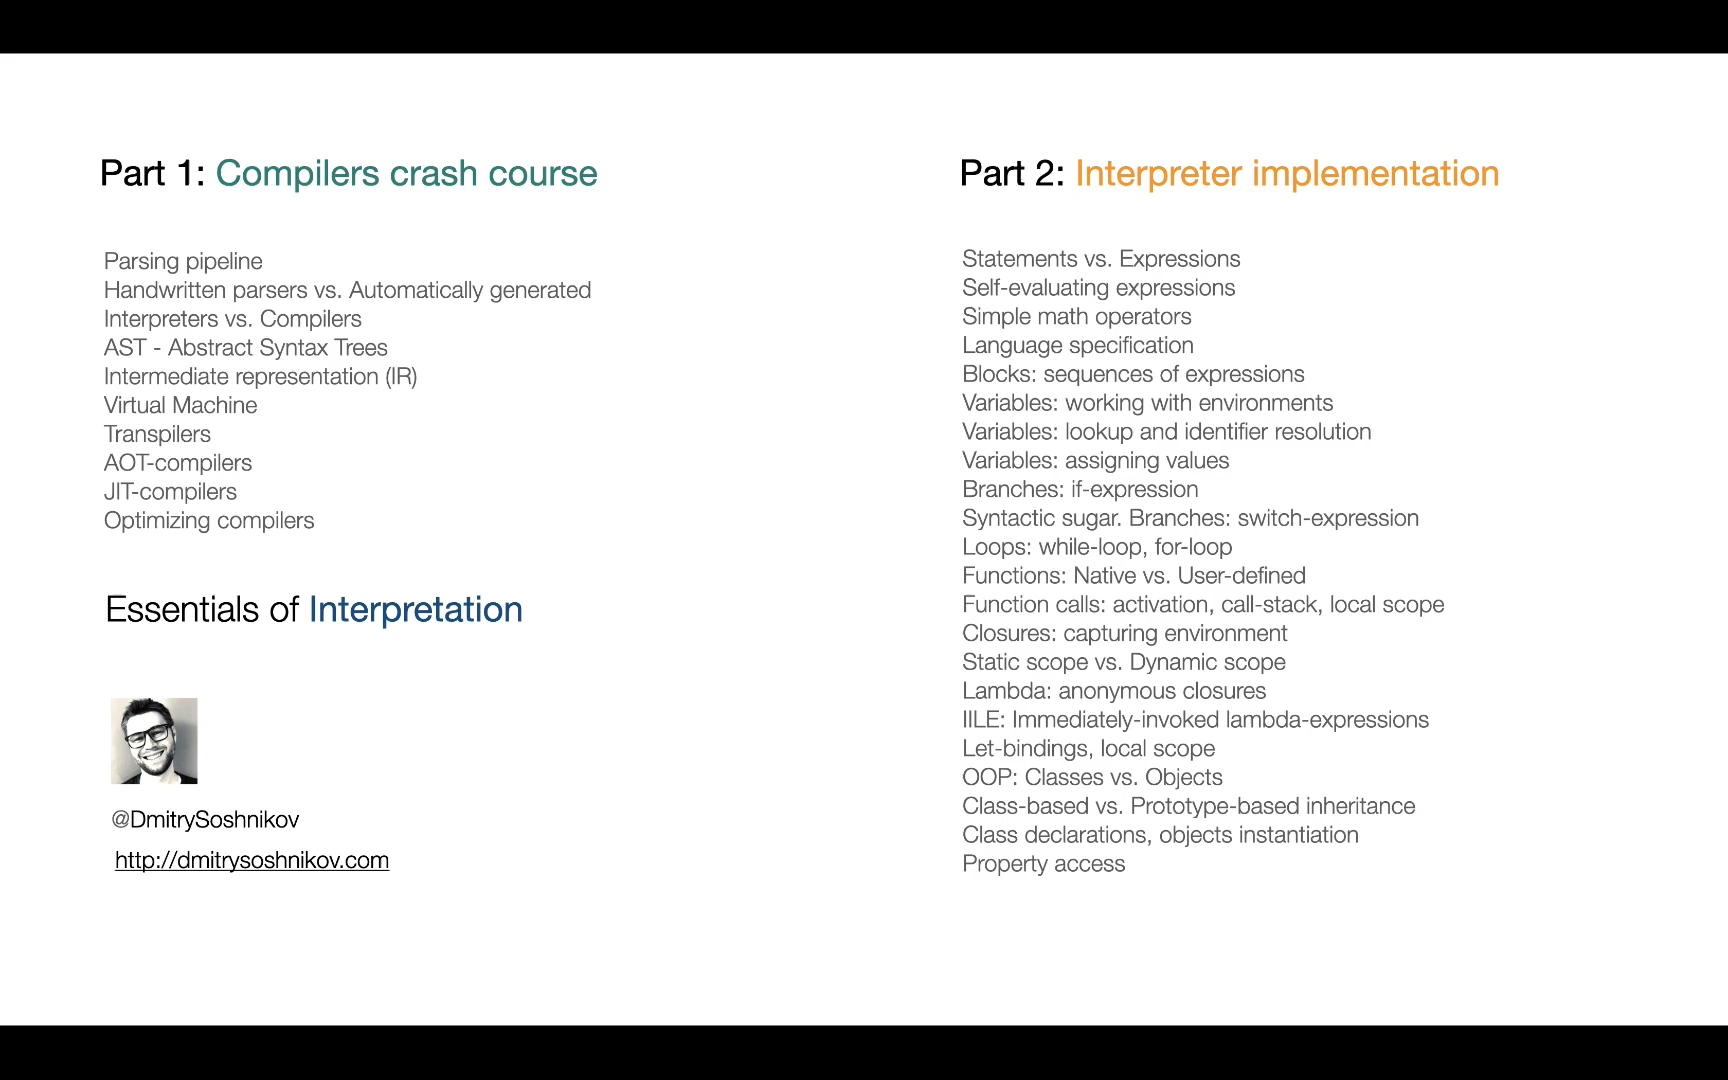 Part 1: Compilers crash course
Parsing pipeline
Handwritten parsers vs. Automatically generated
Interpreters vs. Compilers
AST - Abstract Syntax Trees
Intermediate representation (IR)
Virtual Machine
Transpilers
AOT-compilers
JIT-compilers
Optimizing compilers
Essentials of Interpretation
@DmitrySoshnikov
http://dmitrysoshnikov.com
Part 2: Interpreter implementation
Statements vs. Expressions
Self-evaluating expressions
Simple math operators
Language specification
Blocks: sequences of expressions
Variables: working with environments
Variables: lookup and identifier resolution
Variables: assigning values
Branches: if-expression
Syntactic sugar. Branches: switch-expression
Loops: while-loop, for-loop
Functions: Native vs. User-defined
Function calls: activation, call-stack, local scope
Closures: capturing environment
Static scope vs. Dynamic scope
Lambda: anonymous closures
IILE: Immediately-invoked lambda-expressions
Let-bindings, local scope
OOP: Classes vs. Objects
Class-based vs. Prototype-based inheritance
Class declarations, objects instantiation
Property access